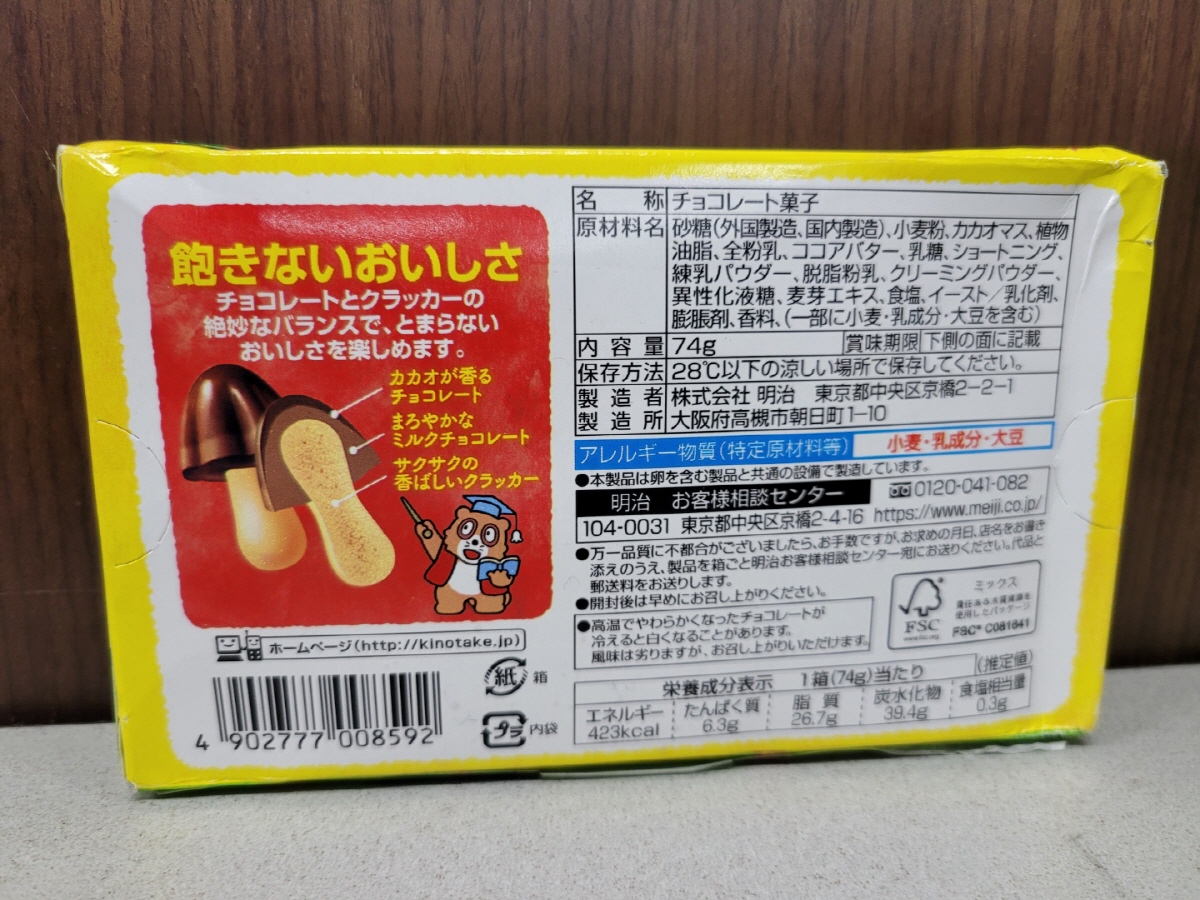 飽きないおいしさ
チョコレートとクラッカーの
絶妙なバランスで、とまらない
おいしさを楽しめます。
カカオが香る
チョコレート
まろやかな
ミルクチョコレート
サクサクの
香ばしいクラッカー
ホームページ(http://kinotake.jp)
紙 箱
プラ 内袋
4 902777 008592
名称 チョコレート菓子
原材料名 砂糖(外国製造、国内製造)、小麦粉、カカオマス、植物
油脂、全粉乳、ココアバター、乳糖、ショートニング、
練乳パウダー、脱脂粉乳、クリーミングパウダー、
異性化液糖、麦芽エキス、食塩、イースト/乳化剤、
膨脹剤、香料、(一部に小麦・乳成分・大豆を含む)
内容量 74g 賞味期限 下側の面に記載
保存方法 28℃以下の涼しい場所で保存してください。
製造者 株式会社 明治 東京都中央区京橋2-2-1
製造所 大阪府高槻市朝日町1-10
アレルギー物質(特定原材料等) 小麦・乳成分・大豆
●本製品は卵を含む製品と共通の設備で製造しています。
明治 お客様相談センター 0120-041-082
104-0031 東京都中央区京橋2-4-16 https://www.meiji.co.jp/
●万一品質に不都合がございましたら、お手数ですが、お求めの月日、店名をお書き
添えのうえ、製品を箱ごと明治お客様相談センター宛にお送りください。代品と
郵送料をお送りします。
●開封後は早めにお召し上がりください。
●高温でやわらかくなったチョコレートが
冷えると白くなることがあります。
風味は劣りますが、お召し上がりいただけます。
FSC
www.fsc.org
ミックス
責任ある木質資源を
使用したパッケージ
FSC® C081841
栄養成分表示 1箱(74g)当たり (推定値)
エネルギー たんぱく質 脂質 炭水化物 食塩相当量
423kcal 6.3g 26.7g 39.4g 0.3g